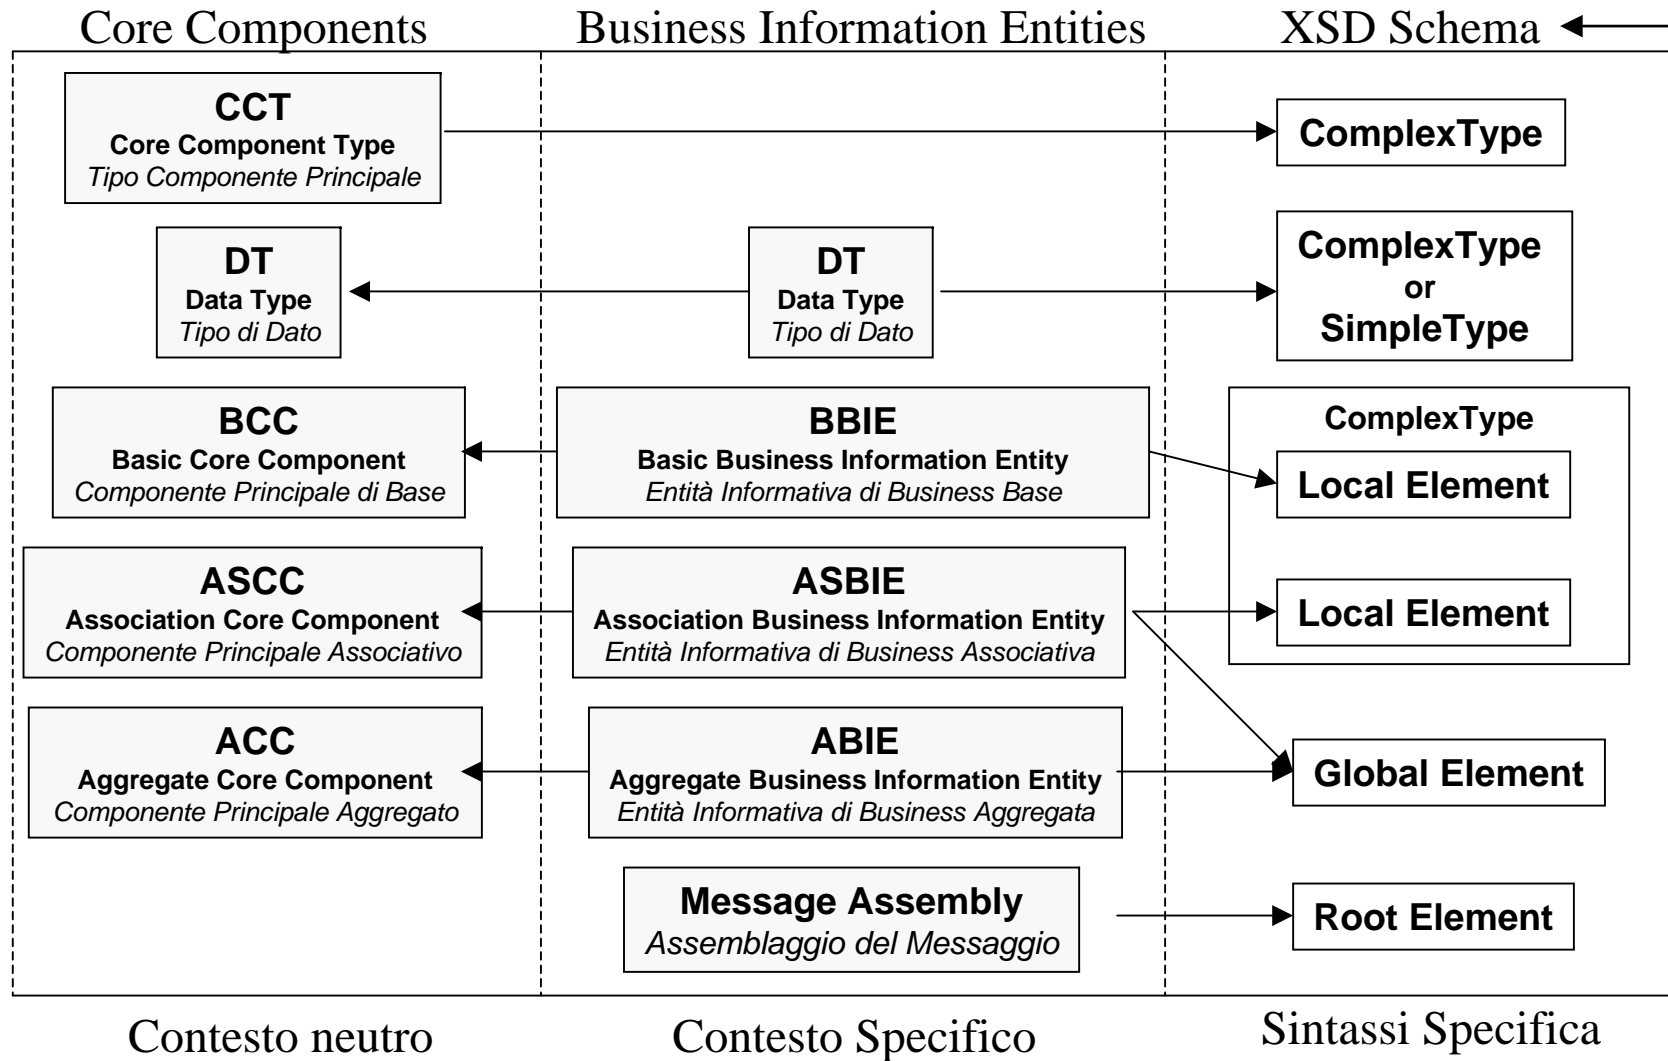 Core Components
Business Information Entities
XSD Schema
CCT
Core Component Type
Tipo Componente Principale
ComplexType
DT
Data Type
Tipo di Dato
DT
Data Type
Tipo di Dato
ComplexType
or
SimpleType
BCC
Basic Core Component
Componente Principale di Base
BBIE
Basic Business Information Entity
Entità Informativa di Business Base
ComplexType
Local Element
ASCC
Association Core Component
Componente Principale Associativo
ASBIE
Association Business Information Entity
Entità Informativa di Business Associativa
Local Element
ACC
Aggregate Core Component
Componente Principale Aggregato
ABIE
Aggregate Business Information Entity
Entità Informativa di Business Aggregata
Global Element
Message Assembly
Assemblaggio del Messaggio
Root Element
Contesto neutro
Contesto Specifico
Sintassi Specifica